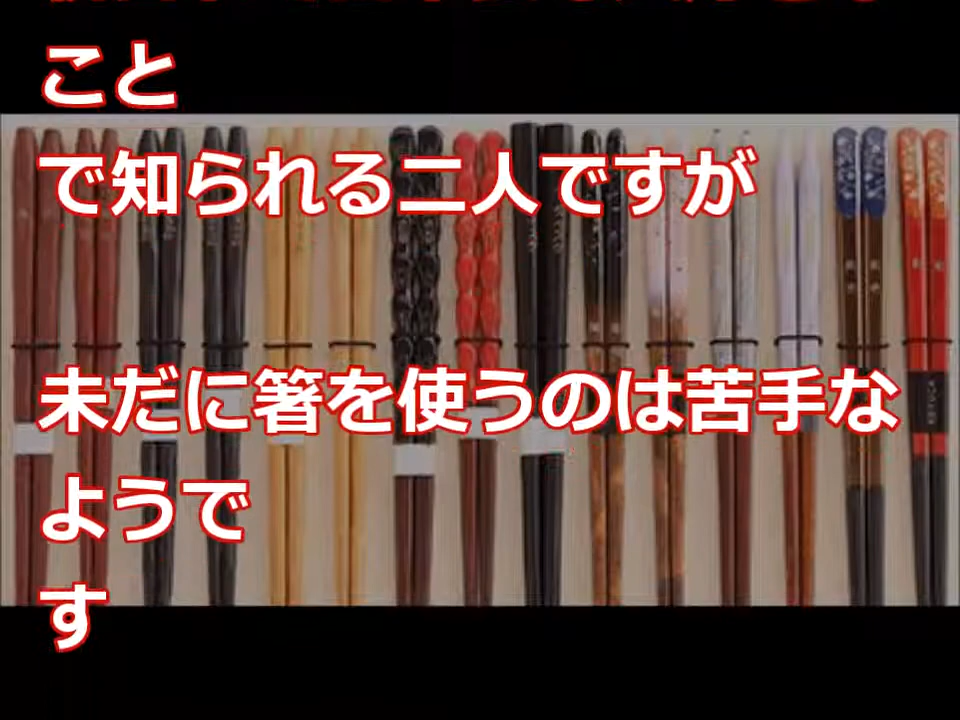 こと
で知られる二人ですが
未だに箸を使うのは苦手な
ようで
す